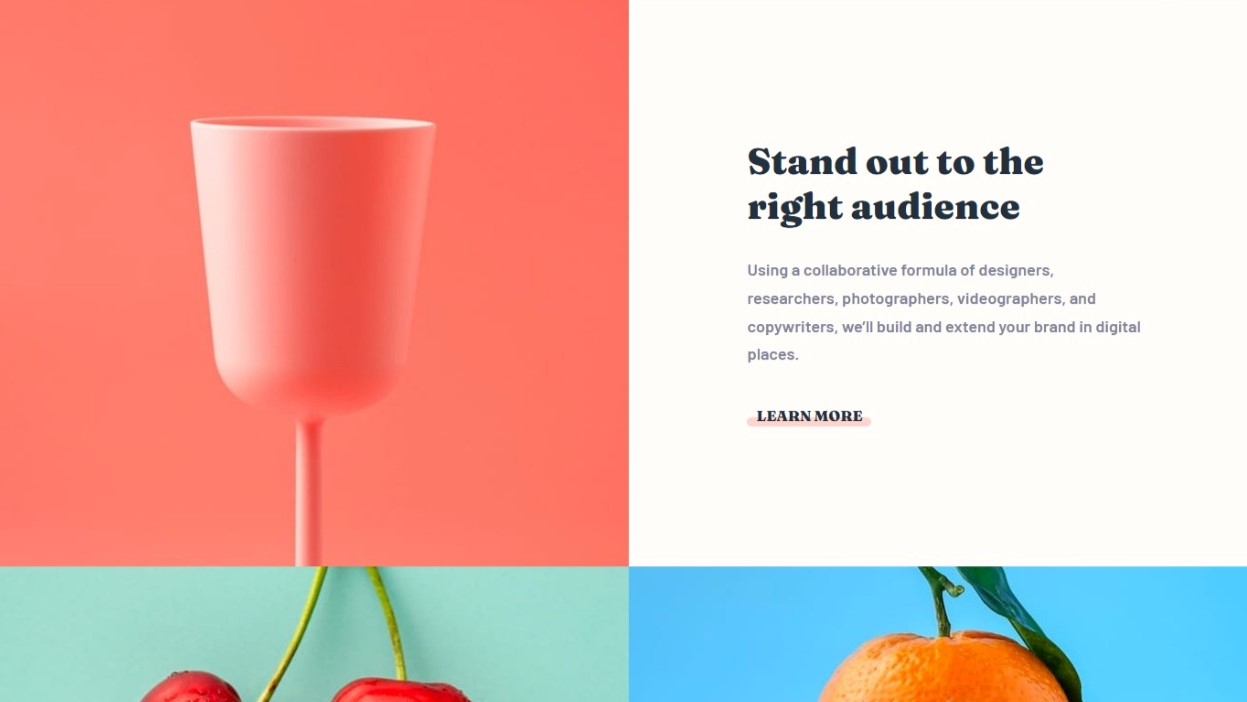 Stand out to the
right audience
Using a collaborative formula of designers,
researchers, photographers, videographers, and
copywriters, we’ll build and extend your brand in digital
places.
LEARN MORE